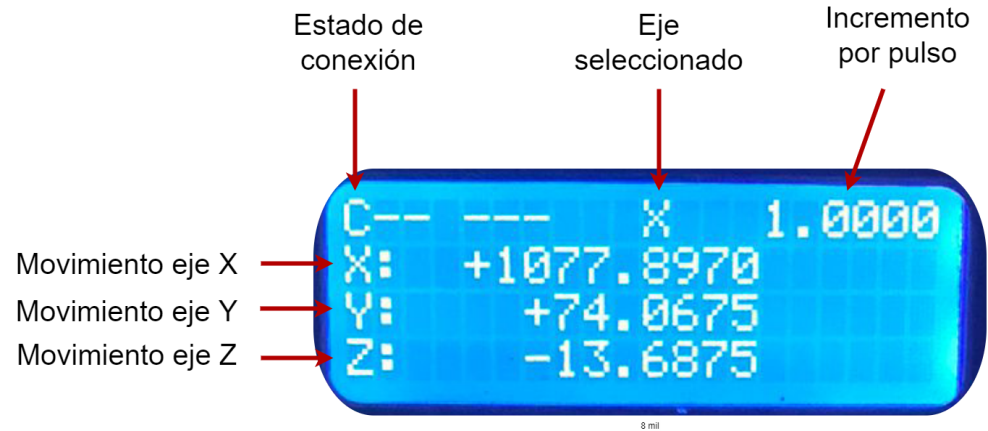 Estado de
conexión
Eje
seleccionado
Incremento
por pulso
C-- --- X 1.0000
Movimiento eje X
X: +1077.8970
Movimiento eje Y
Y: +74.0675
Movimiento eje Z
Z: -13.6875
8 mil